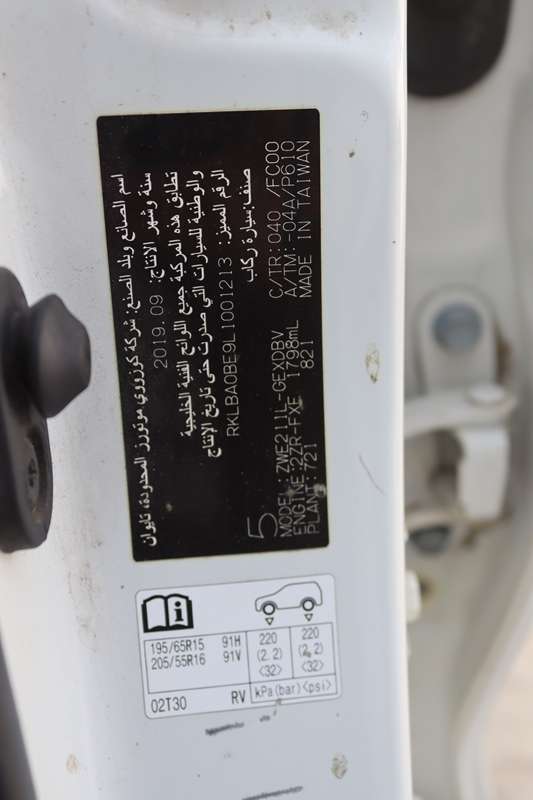 اسم الصانع وبلد الصنع: شركة كوزووي موتورز المحدودة، تايوان
سنة وشهر الإنتاج: 2019.09
تطابق هذه المركبة جميع اللوائح الفنية الخليجية
والوطنية للسيارات التي صدرت حتى تاريخ الإنتاج
الرقم المميز: RKLBA0BE9L1001213
صنف: سيارة ركاب
5
MODEL:ZWE211L-GEXDBV C/TR:040 /FC00
ENGINE:2ZR-FXE 1798mL A/TM:-04A/P610
PLANT:721 821 MADE IN TAIWAN
195/65R15 91H 220 (2, 2) <32> 220 (2, 2) <32>
205/55R16 91V
02T30 RV kPa(bar)<psi>